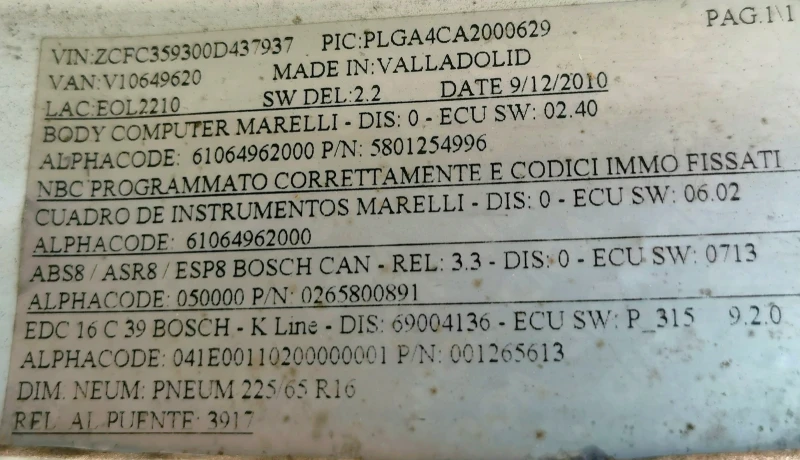 PAG.1\1
VIN:ZCFC359300D437937 PIC:PLGA4CA2000629
VAN:V10649620 MADE IN:VALLADOLID
LAC:EOL2210 SW DEL:2.2 DATE 9/12/2010
BODY COMPUTER MARELLI - DIS: 0 - ECU SW: 02.40
ALPHACODE: 61064962000 P/N: 5801254996
NBC PROGRAMMATO CORRETTAMENTE E CODICI IMMO FISSATI
CUADRO DE INSTRUMENTOS MARELLI - DIS: 0 - ECU SW: 06.02
ALPHACODE: 61064962000
ABS8 / ASR8 / ESP8 BOSCH CAN - REL: 3.3 - DIS: 0 - ECU SW: 0713
ALPHACODE: 050000 P/N: 0265800891
EDC 16 C 39 BOSCH - K Line - DIS: 69004136 - ECU SW: P_315 9.2.0
ALPHACODE: 041E00110200000001 P/N: 001265613
DIM. NEUM: PNEUM 225/65 R16
REL. AL PUENTE: 3917